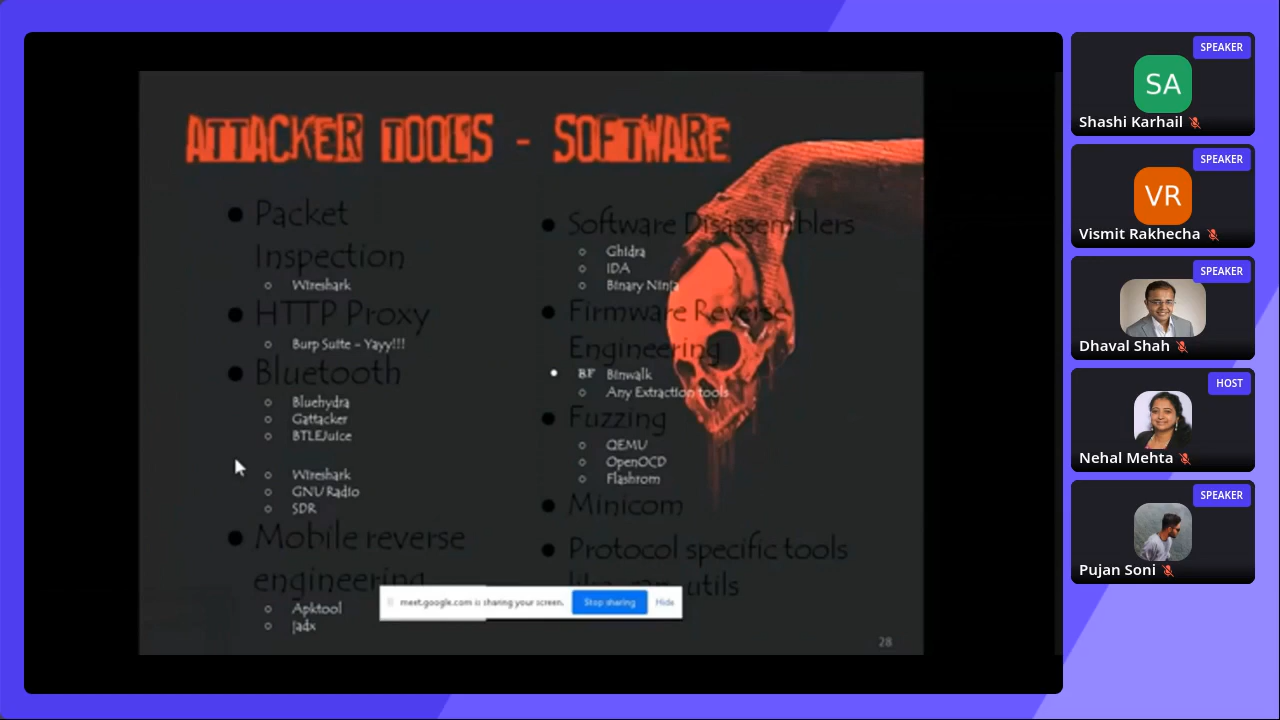 ATTACKER TOOLS - SOFTWARE
Packet
Inspection
Wireshark
HTTP Proxy
Burp Suite - Yayy!!!
Bluetooth
Bluehydra
Gattacker
BTLEJuice
Wireshark
GNU Radio
SDR
Mobile reverse
engineering
Apktool
Jadx
Software Disassemblers
Ghidra
IDA
Binary Ninja
Firmware Reverse
Engineering
RF
Binwalk
Any Extraction tools
Fuzzing
QEMU
OpenOCD
Flashrom
Minicom
Protocol specific tools
utils
meet.google.com is sharing your screen.
Stop sharing
Hide
28
SPEAKER
SA
Shashi Karhail
SPEAKER
VR
Vismit Rakhecha
SPEAKER
Dhaval Shah
HOST
Nehal Mehta
SPEAKER
Pujan Soni